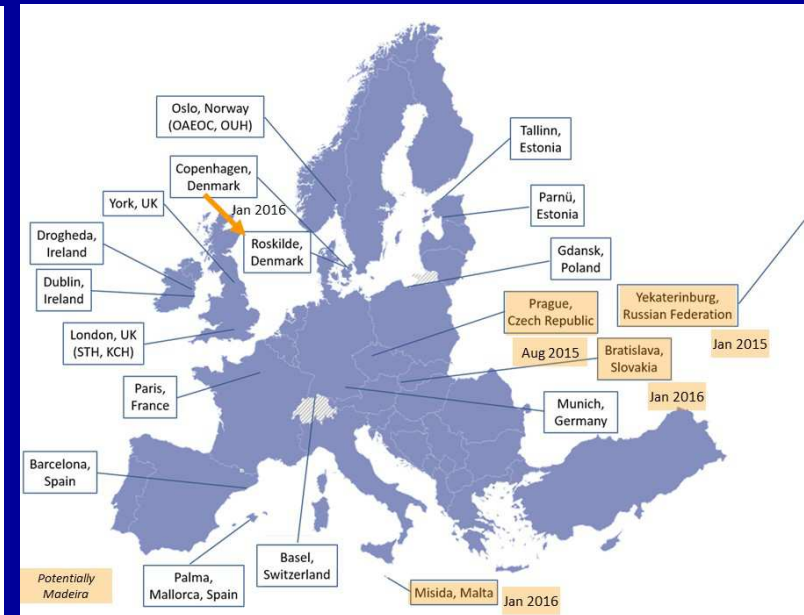 Oslo, Norway
(OAEOC, OUH)
Tallinn,
Estonia
Copenhagen,
Denmark
York, UK
Jan 2016
Parnü,
Estonia
Drogheda,
Ireland
Roskilde,
Denmark
Gdansk,
Poland
Dublin,
Ireland
Prague,
Czech Republic
Yekaterinburg,
Russian Federation
London, UK
(STH, KCH)
Aug 2015
Bratislava,
Slovakia
Jan 2015
Paris,
France
Munich,
Germany
Jan 2016
Barcelona,
Spain
Basel,
Switzerland
Potentially
Madeira
Palma,
Mallorca, Spain
Misida, Malta
Jan 2016